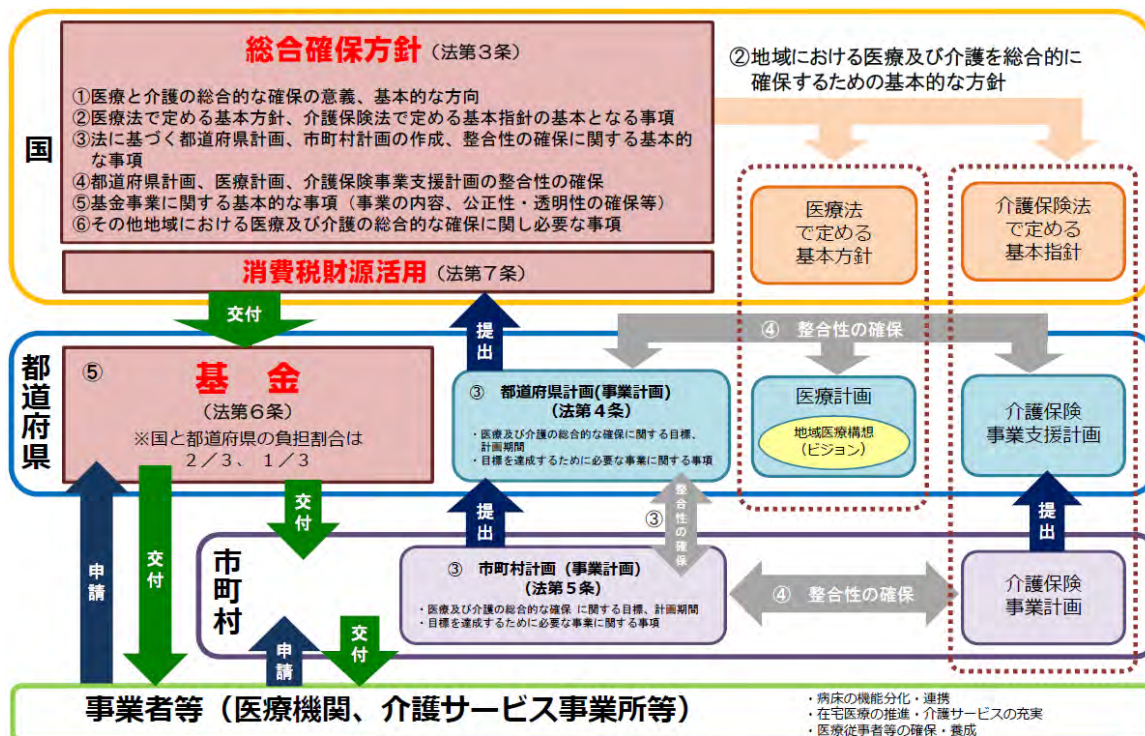 国
総合確保方針（法第３条）
①医療と介護の総合的な確保の意義、基本的な方向
②医療法で定める基本方針、介護保険法で定める基本指針の基本となる事項
③法に基づく都道府県計画、市町村計画の作成、整合性の確保に関する基本的
な事項
④都道府県計画、医療計画、介護保険事業支援計画の整合性の確保
⑤基金事業に関する基本的な事項（事業の内容、公正性・透明性の確保等）
⑥その他地域における医療及び介護の総合的な確保に関し必要な事項
消費税財源活用（法第７条）
②地域における医療及び介護を総合的に
確保するための基本的な方針
医療法
で定める
基本方針
介護保険法
で定める
基本指針
交付
提出
④　整合性の確保
都道府県
⑤
基　金
（法第６条）
※国と都道府県の負担割合は
２／３、１／３
③　都道府県計画(事業計画)
(法第４条)
・医療及び介護の総合的な確保に関する目標、
計画期間
・目標を達成するために必要な事業に関する事項
医療計画
地域医療構想
（ビジョン）
介護保険
事業支援計画
申請
交付
交付
提出
③
整合性の確保
提出
市町村
③　市町村計画（事業計画）
(法第５条)
・医療及び介護の総合的な確保 に関する目標、計画期間
・目標を達成するために必要な事業に関する事項
④　整合性の確保
介護保険
事業計画
申請
交付
事業者等（医療機関、介護サービス事業所等）
・病床の機能分化・連携
・在宅医療の推進・介護サービスの充実
・医療従事者等の確保・養成